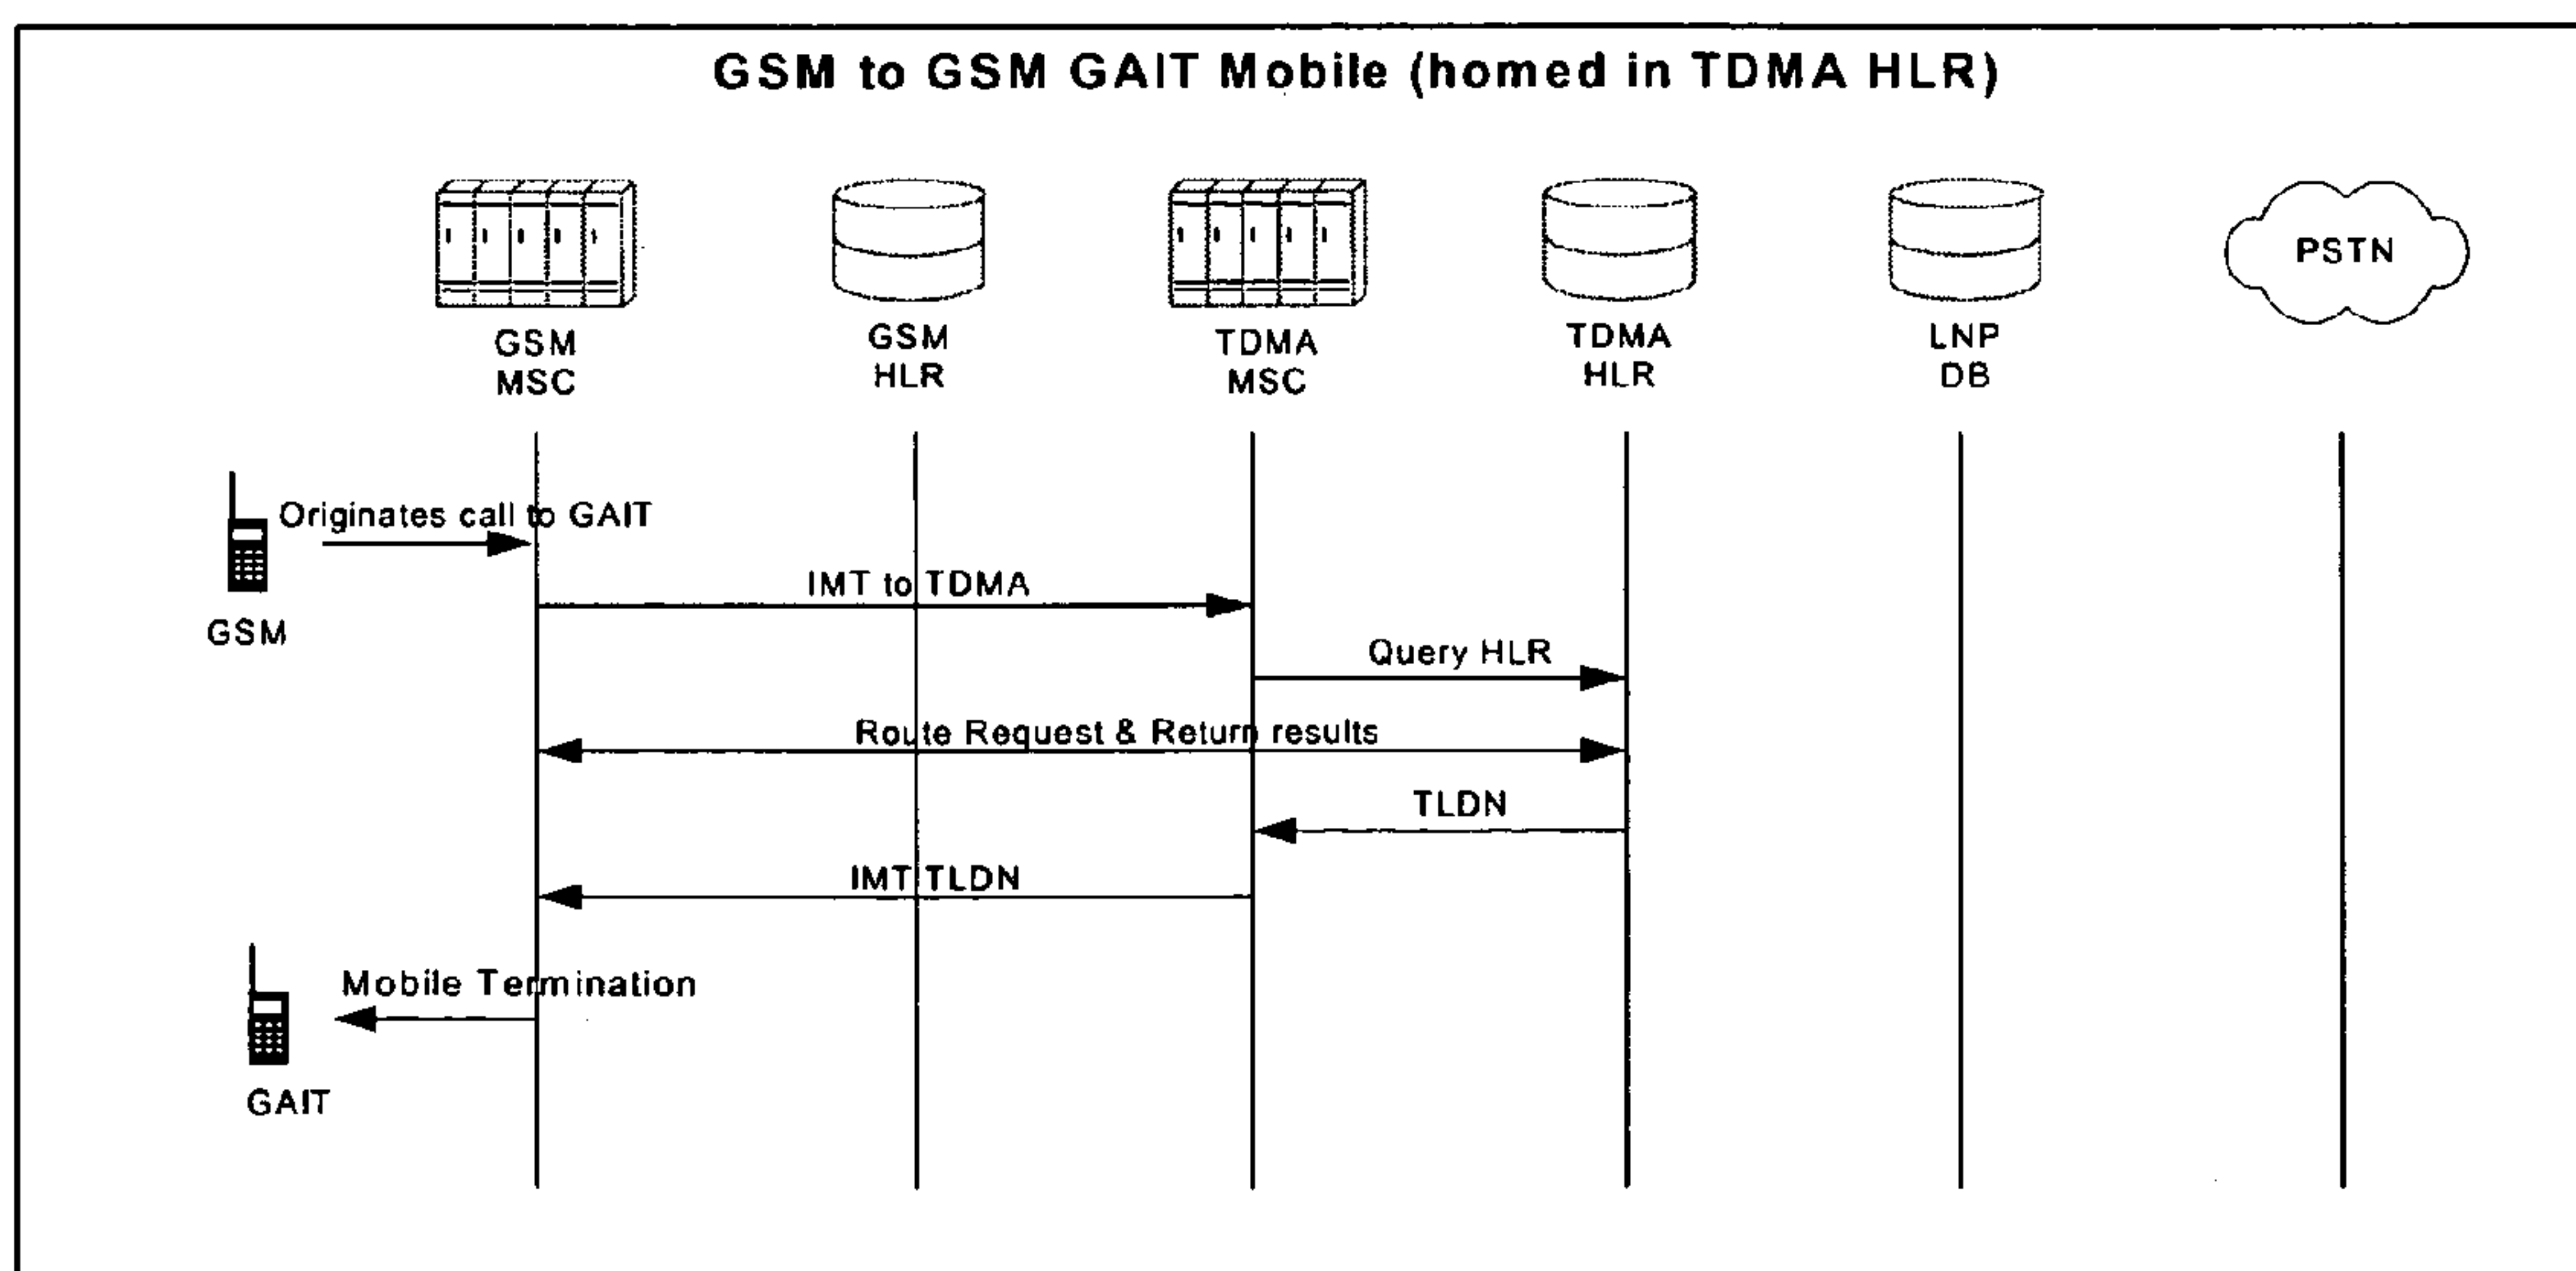 GSM to GSM GAIT Mobile (homed in TDMA HLR)
PSTN
GSM
MSC
GSM
HLR
TDMA
MSC
TDMA
HLR
LNP
DB
Originates call to GAIT
GSM
IMT to TDMA
Query HLR
Route Request & Return results
TLDN
IMT TLDN
Mobile Termination
GAIT